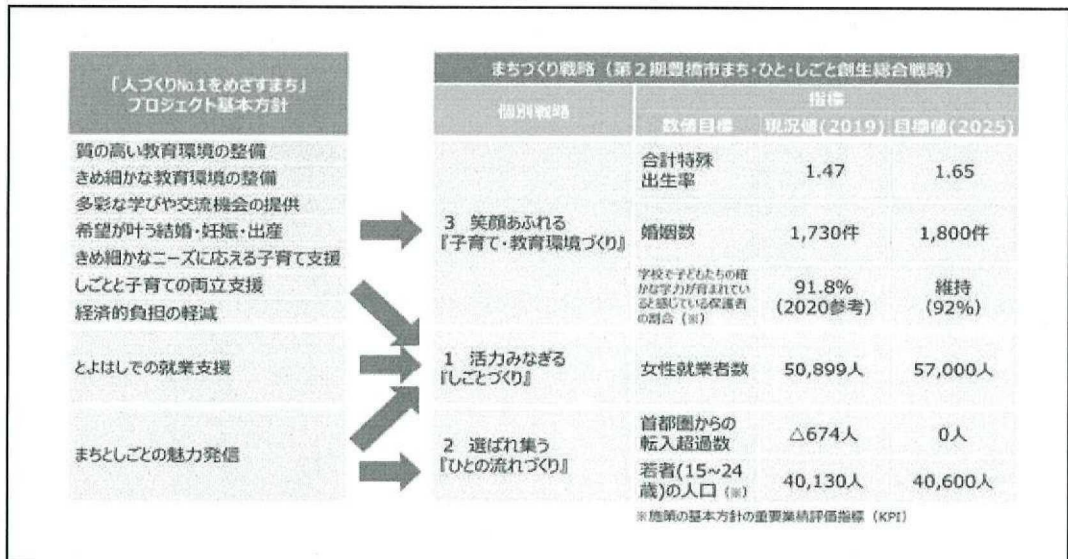 「人づくりNo.1をめざすまち」
プロジェクト基本方針
質の高い教育環境の整備
きめ細かな教育環境の整備
多彩な学びや交流機会の提供
希望が叶う結婚・妊娠・出産
きめ細かなニーズに応える子育て支援
しごとと子育ての両立支援
経済的負担の軽減
とよはしでの就業支援
まちとしごとの魅力発信
まちづくり戦略（第２期豊橋市まち・ひと・しごと創生総合戦略）
個別戦略
指標
数値目標 現況値(2019) 目標値(2025)
3 笑顔あふれる
『子育て・教育環境づくり』
合計特殊
出生率
1.47 1.65
婚姻数 1,730件 1,800件
学校で子どもたちの確
かな学力が育まれてい
ると感じている保護者
の割合（※）
91.8%
(2020参考)
維持
(92%)
1 活力みなぎる
『しごとづくり』
女性就業者数 50,899人 57,000人
2 選ばれ集う
『ひとの流れづくり』
首都圏からの
転入超過数
△674人 0人
若者(15~24
歳)の人口（※）
40,130人 40,600人
※施策の基本方針の重要業績評価指標（KPI）